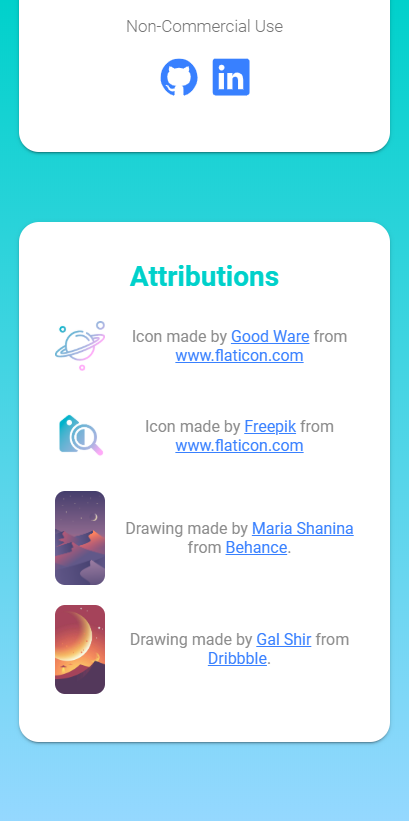 Non-Commercial Use
in
Attributions
Icon made by Good Ware from
www.flaticon.com
Icon made by Freepik from
www.flaticon.com
Drawing made by Maria Shanina
from Behance.
Drawing made by Gal Shir from
Dribbble.